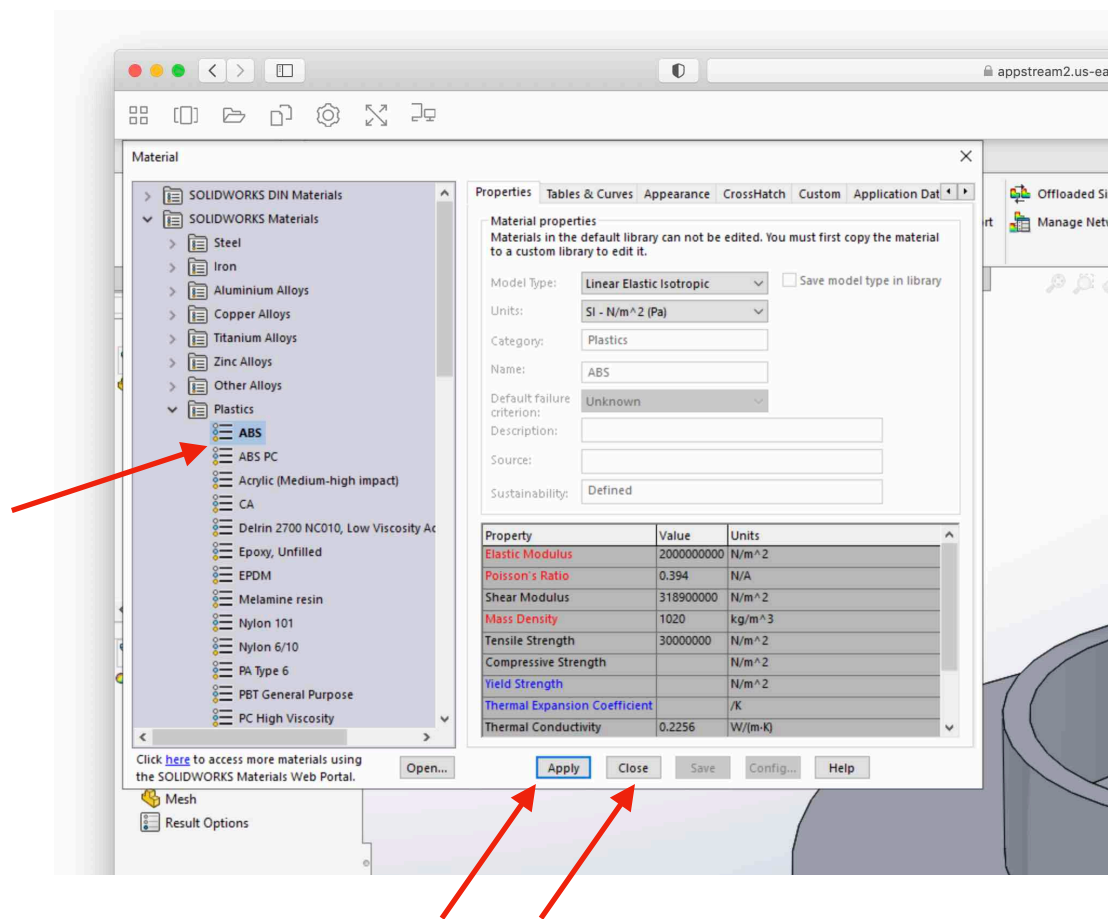 appstream2.us-ea
Material
SOLIDWORKS DIN Materials
SOLIDWORKS Materials
Steel
Iron
Aluminium Alloys
Copper Alloys
Titanium Alloys
Zinc Alloys
Other Alloys
Plastics
ABS
ABS PC
Acrylic (Medium-high impact)
CA
Delrin 2700 NC010, Low Viscosity Ac
Epoxy, Unfilled
EPDM
Melamine resin
Nylon 101
Nylon 6/10
PA Type 6
PBT General Purpose
PC High Viscosity
Click here to access more materials using
the SOLIDWORKS Materials Web Portal.
Open...
Properties Tables & Curves Appearance CrossHatch Custom Application Dat
Material properties
Materials in the default library can not be edited. You must first copy the material
to a custom library to edit it.
Model Type: Linear Elastic Isotropic Save model type in library
Units: SI - N/m^2 (Pa)
Category: Plastics
Name: ABS
Default failure
criterion: Unknown
Description:
Source:
Sustainability: Defined
Property Value Units
Elastic Modulus 2000000000 N/m^2
Poisson's Ratio 0.394 N/A
Shear Modulus 318900000 N/m^2
Mass Density 1020 kg/m^3
Tensile Strength 30000000 N/m^2
Compressive Strength N/m^2
Yield Strength N/m^2
Thermal Expansion Coefficient /K
Thermal Conductivity 0.2256 W/(m·K)
Apply Close Save Config... Help
Offloaded Si
rt Manage Netw
Mesh
Result Options